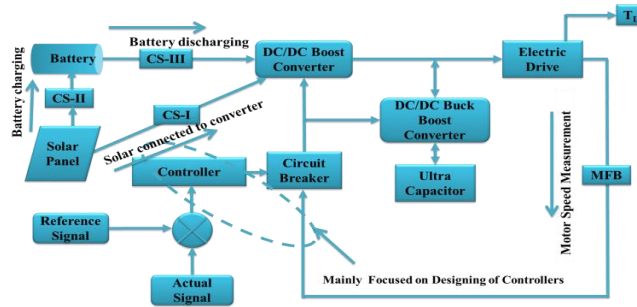 Battery discharging
Battery
CS-III
DC/DC Boost
Converter
Electric
Drive
Battery charging
CS-II
CS-I
Solar connected to converter
DC/DC Buck
Boost
Converter
Solar
Panel
Controller
Circuit
Breaker
Ultra
Capacitor
Motor Speed Measurement
MFB
Reference
Signal
Actual
Signal
Mainly Focused on Designing of Controllers